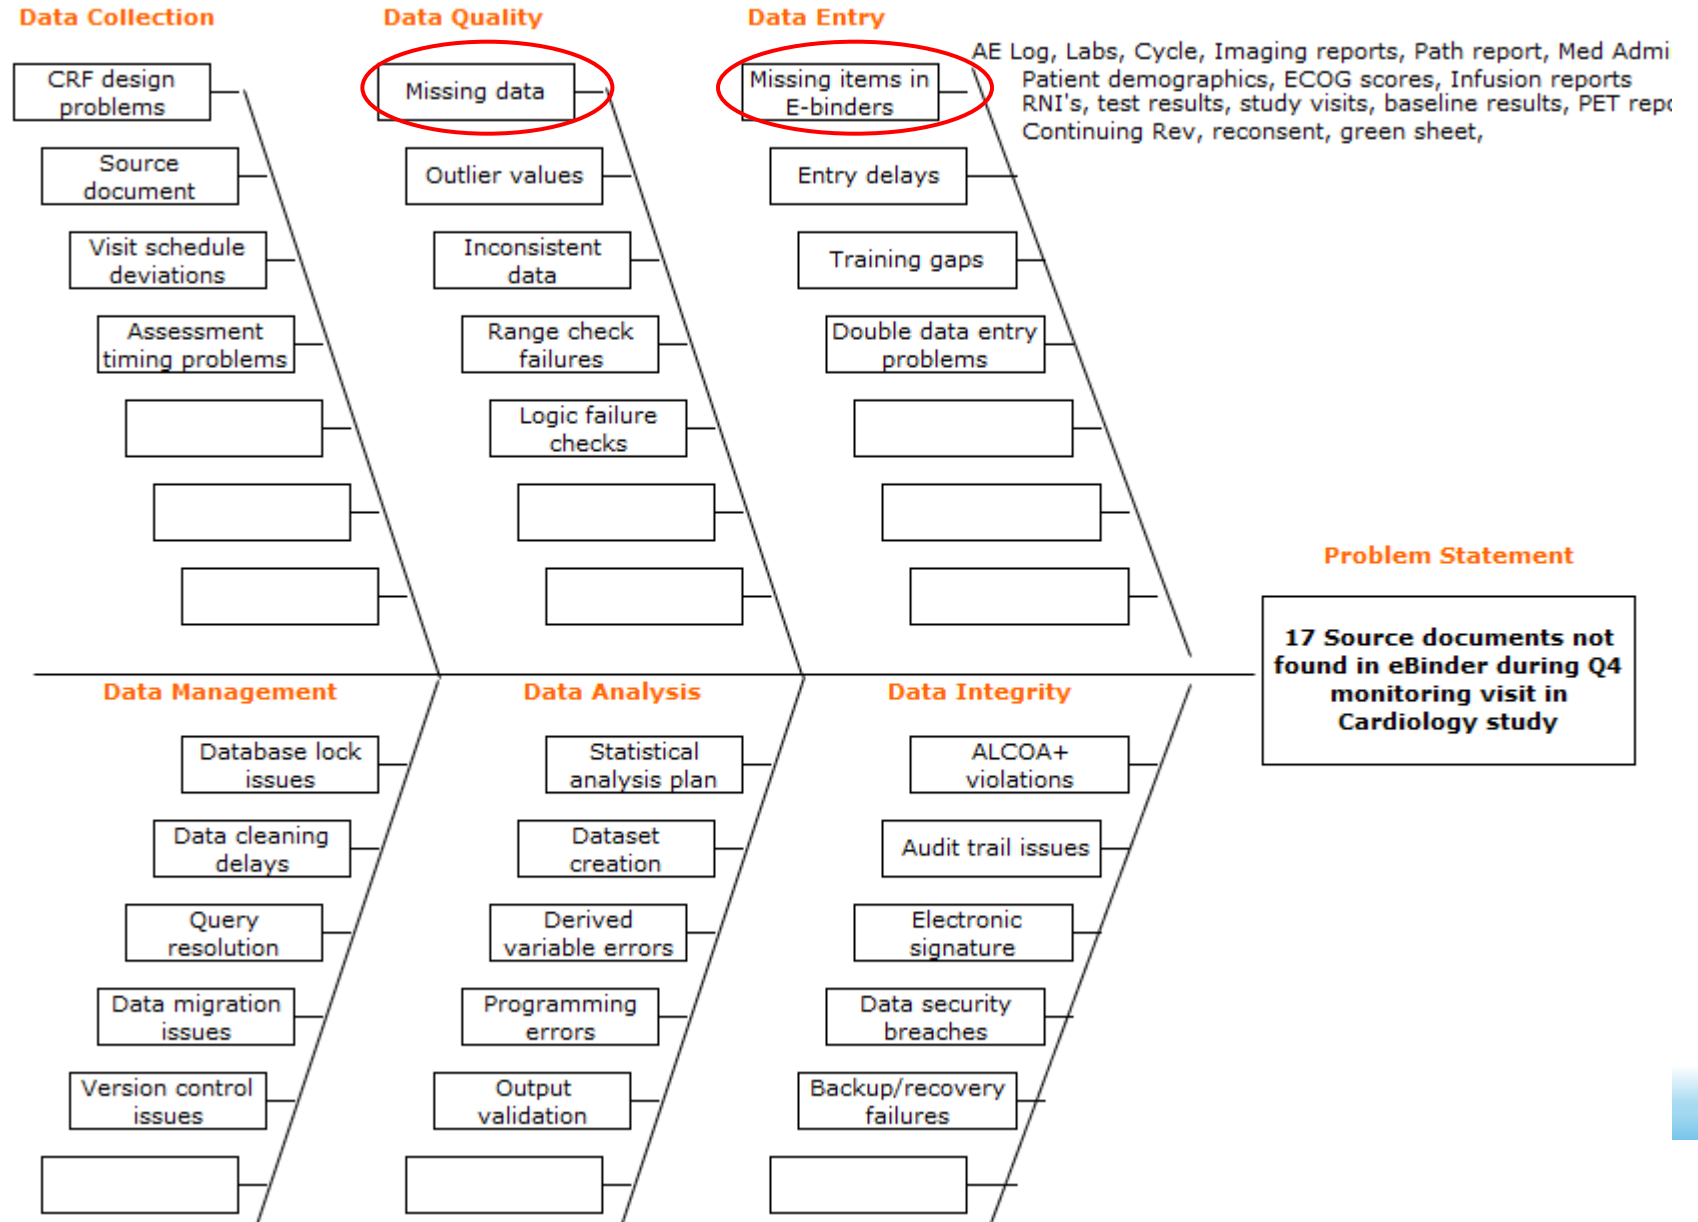 Data Collection
Data Quality
Data Entry
AE Log, Labs, Cycle, Imaging reports, Path report, Med Admi
Patient demographics, ECOG scores, Infusion reports
RNI's, test results, study visits, baseline results, PET repo
Continuing Rev, reconsent, green sheet,
CRF design
problems
Source
document
Visit schedule
deviations
Assessment
timing problems
Missing data
Outlier values
Inconsistent
data
Range check
failures
Logic failure
checks
Missing items in
E-binders
Entry delays
Training gaps
Double data entry
problems
Problem Statement
17 Source documents not
found in eBinder during Q4
monitoring visit in
Cardiology study
Data Management
Data Analysis
Data Integrity
Database lock
issues
Data cleaning
delays
Query
resolution
Data migration
issues
Version control
issues
Statistical
analysis plan
Dataset
creation
Derived
variable errors
Programming
errors
Output
validation
ALCOA+
violations
Audit trail issues
Electronic
signature
Data security
breaches
Backup/recovery
failures